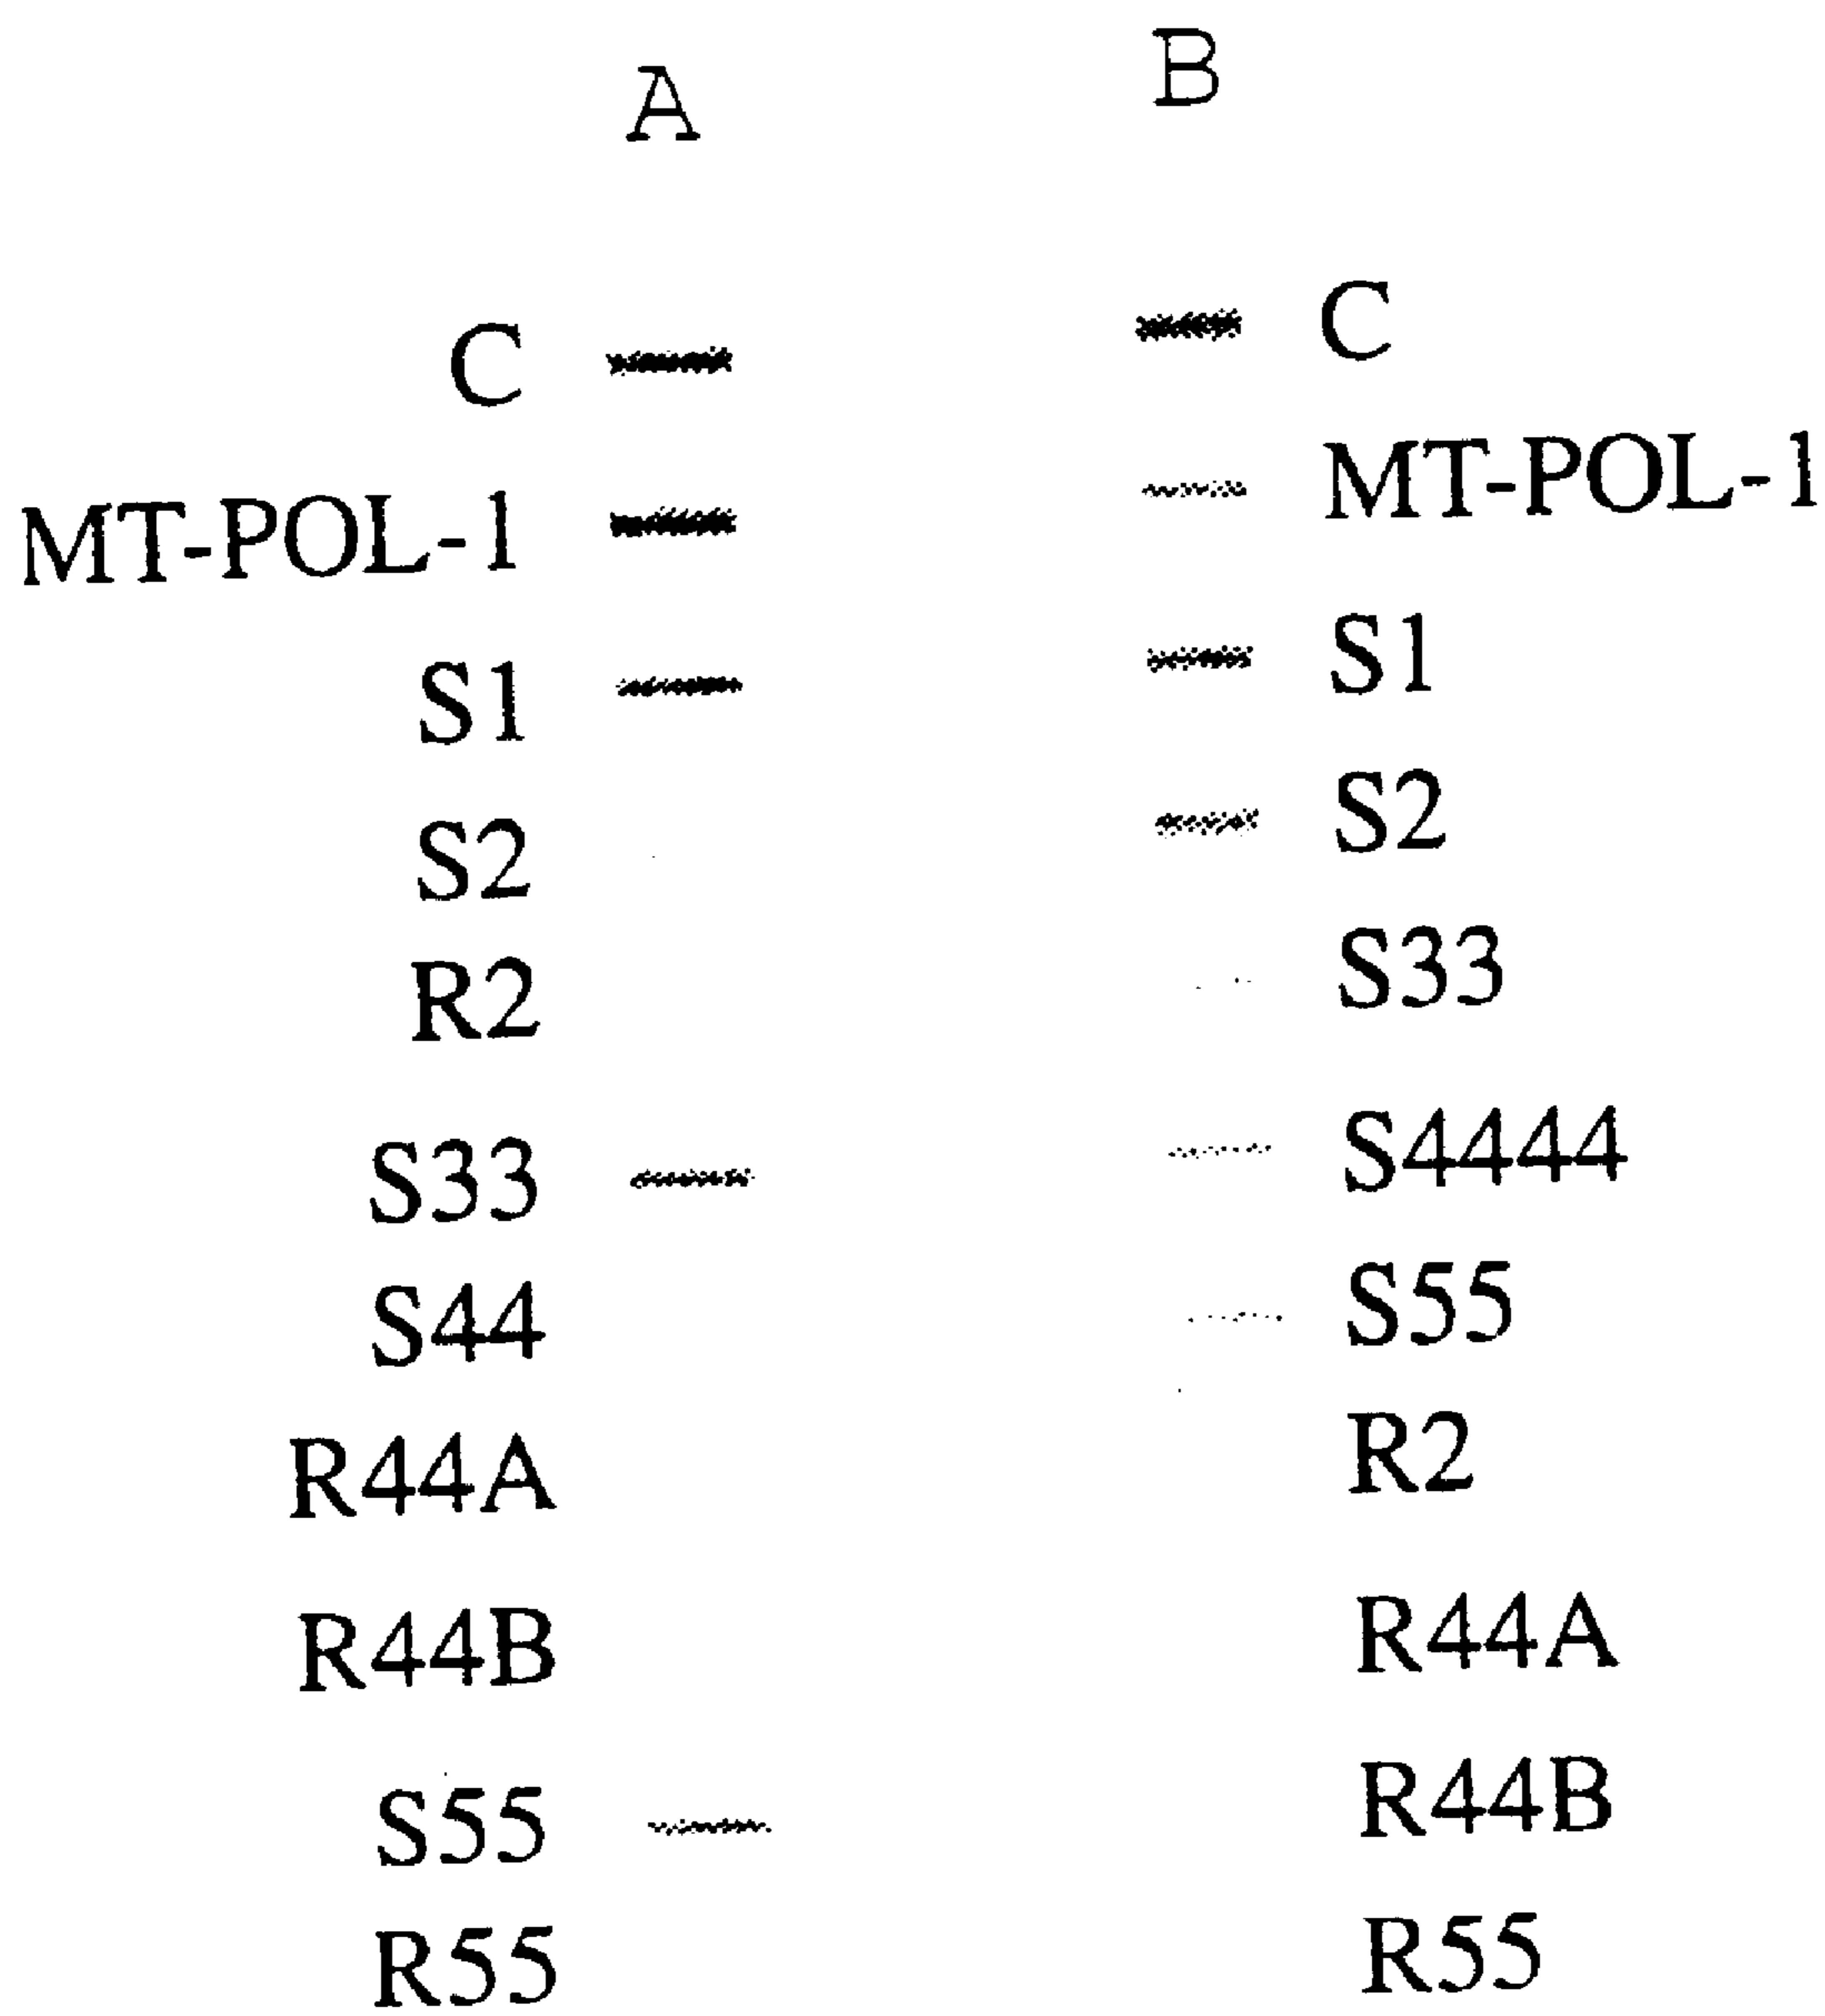 A
B
C
MT-POL-1
S1
S2
R2
S33
S44
R44A
R44B
S55
R55
C
MT-POL-1
S1
S2
S33
S4444
S55
R2
R44A
R44B
R55